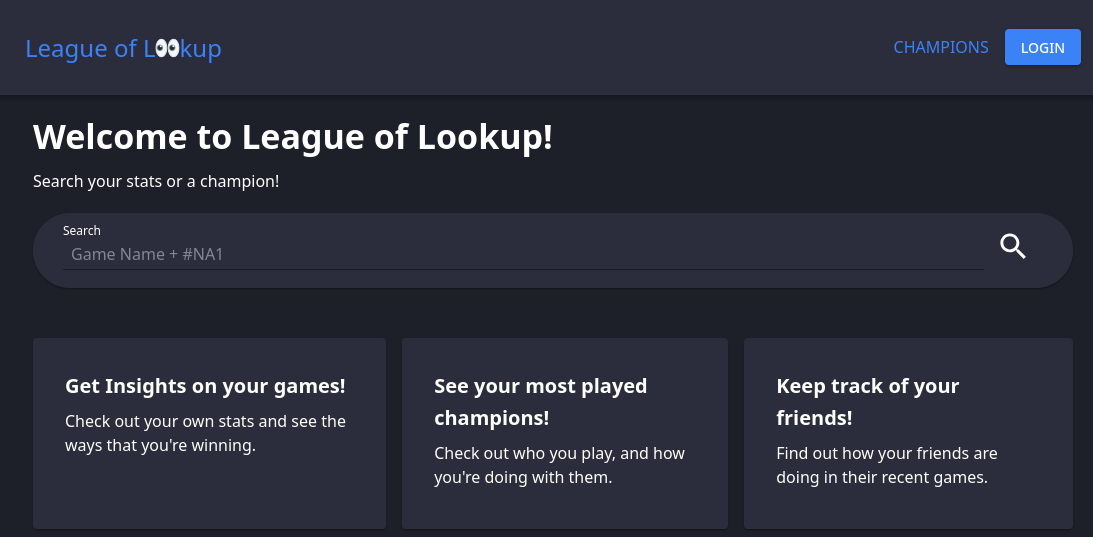 League of L👀kup
CHAMPIONS
LOGIN
Welcome to League of Lookup!
Search your stats or a champion!
Search
Game Name + #NA1
Get Insights on your games!
Check out your own stats and see the
ways that you're winning.
See your most played
champions!
Check out who you play, and how
you're doing with them.
Keep track of your
friends!
Find out how your friends are
doing in their recent games.